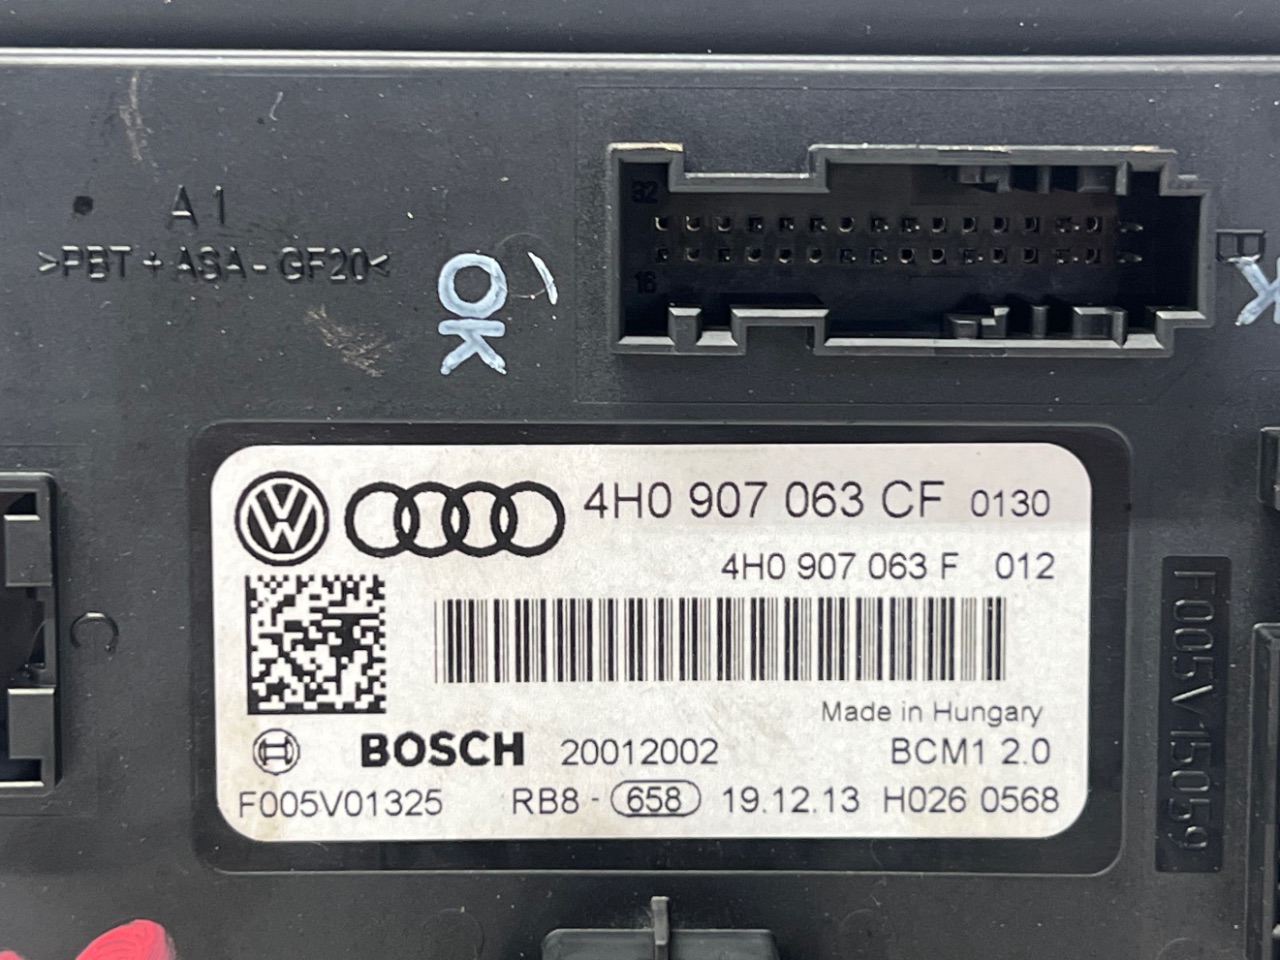 A1
>PBT+ASA-GF20<
OK
32
16
B
K
C
4H0 907 063 CF 0130
4H0 907 063 F 012
Made in Hungary
BOSCH 20012002 BCM1 2.0
F005V01325 RB8 - 658 19.12.13 H026 0568
F005V15059